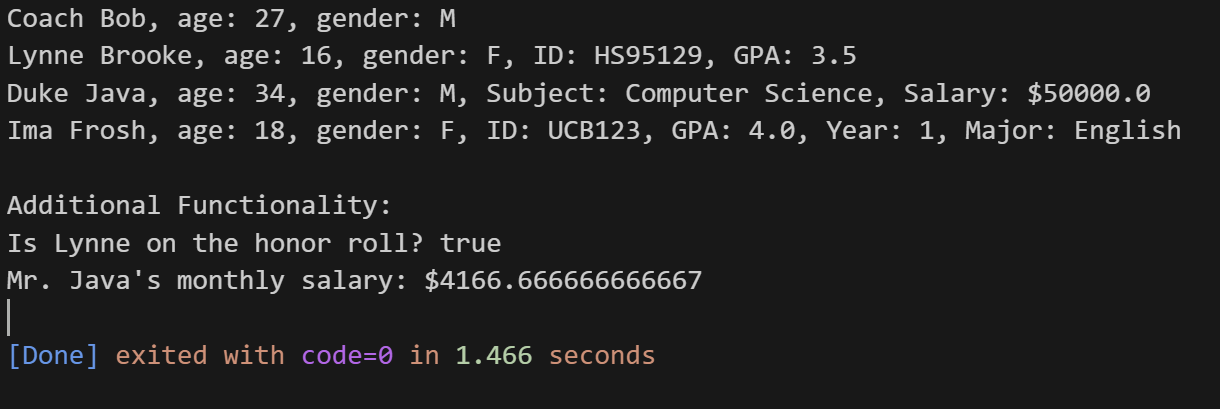 Coach Bob, age: 27, gender: M
Lynne Brooke, age: 16, gender: F, ID: HS95129, GPA: 3.5
Duke Java, age: 34, gender: M, Subject: Computer Science, Salary: $50000.0
Ima Frosh, age: 18, gender: F, ID: UCB123, GPA: 4.0, Year: 1, Major: English
Additional Functionality:
Is Lynne on the honor roll? true
Mr. Java's monthly salary: $4166.666666666667
[Done] exited with code=0 in 1.466 seconds